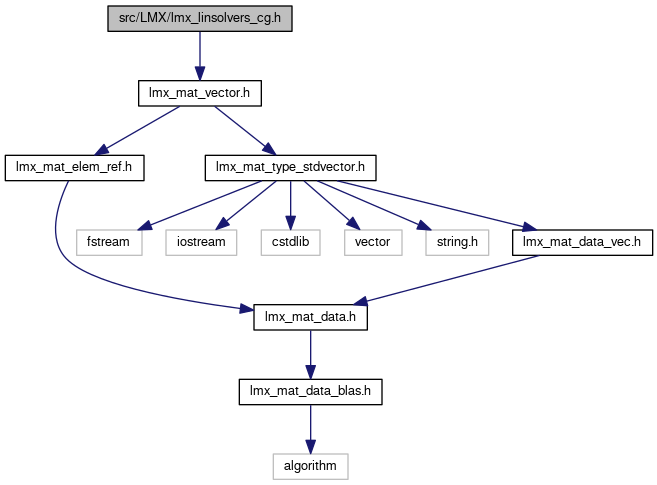 src/LMX/lmx_linsolvers_cg.h
lmx_mat_vector.h
lmx_mat_elem_ref.h
lmx_mat_type_stdvector.h
fstream
iostream
cstdlib
vector
string.h
lmx_mat_data_vec.h
lmx_mat_data.h
lmx_mat_data_blas.h
algorithm